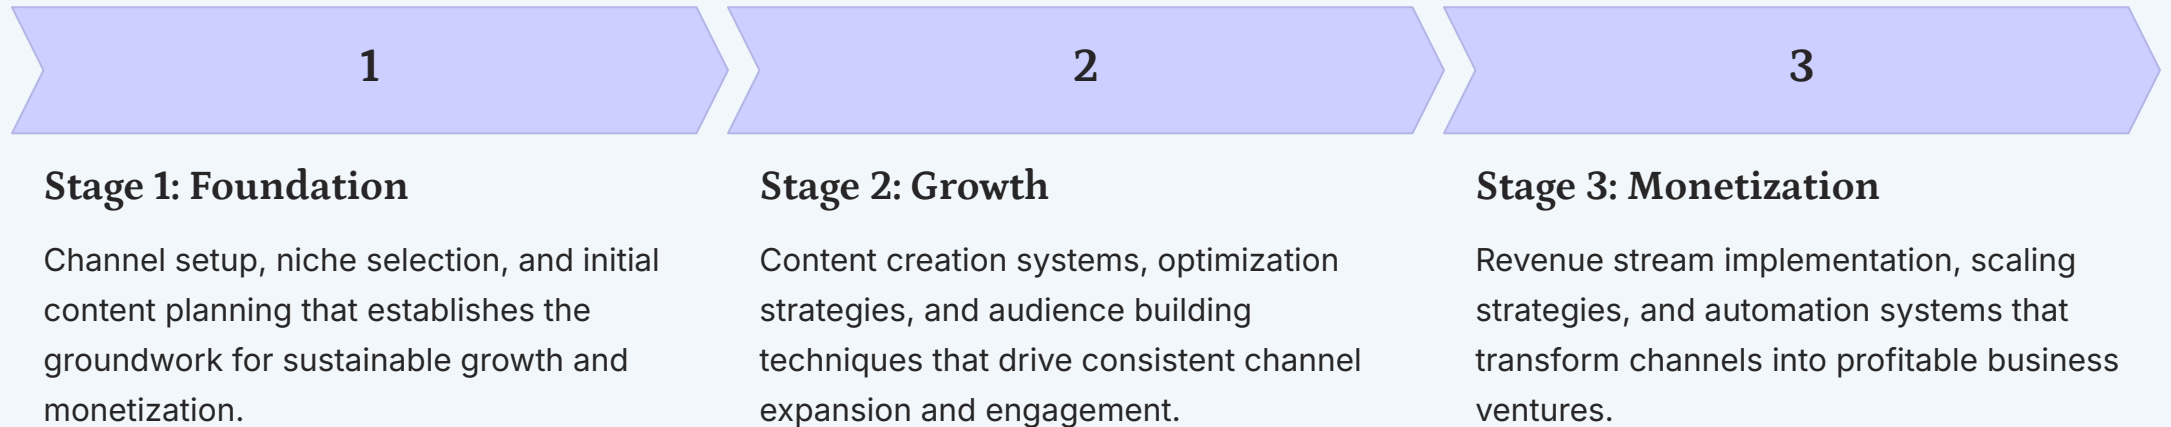 1
2
3
Stage 1: Foundation
Channel setup, niche selection, and initial
content planning that establishes the
groundwork for sustainable growth and
monetization.
Stage 2: Growth
Content creation systems, optimization
strategies, and audience building
techniques that drive consistent channel
expansion and engagement.
Stage 3: Monetization
Revenue stream implementation, scaling
strategies, and automation systems that
transform channels into profitable business
ventures.